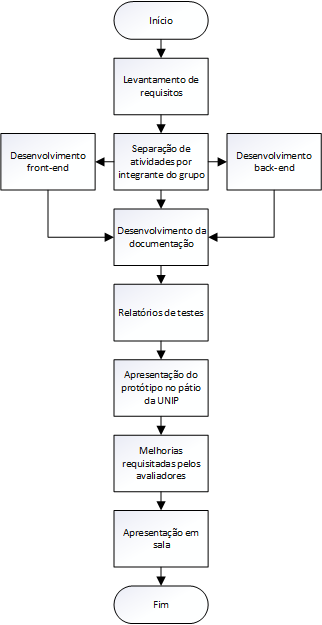 Início
Levantamento de
requisitos
Desenvolvimento
front-end
Separação de
atividades por
integrante do grupo
Desenvolvimento
back-end
Desenvolvimento da
documentação
Relatórios de testes
Apresentação do
protótipo no pátio
da UNIP
Melhorias
requisitadas pelos
avaliadores
Apresentação em
sala
Fim